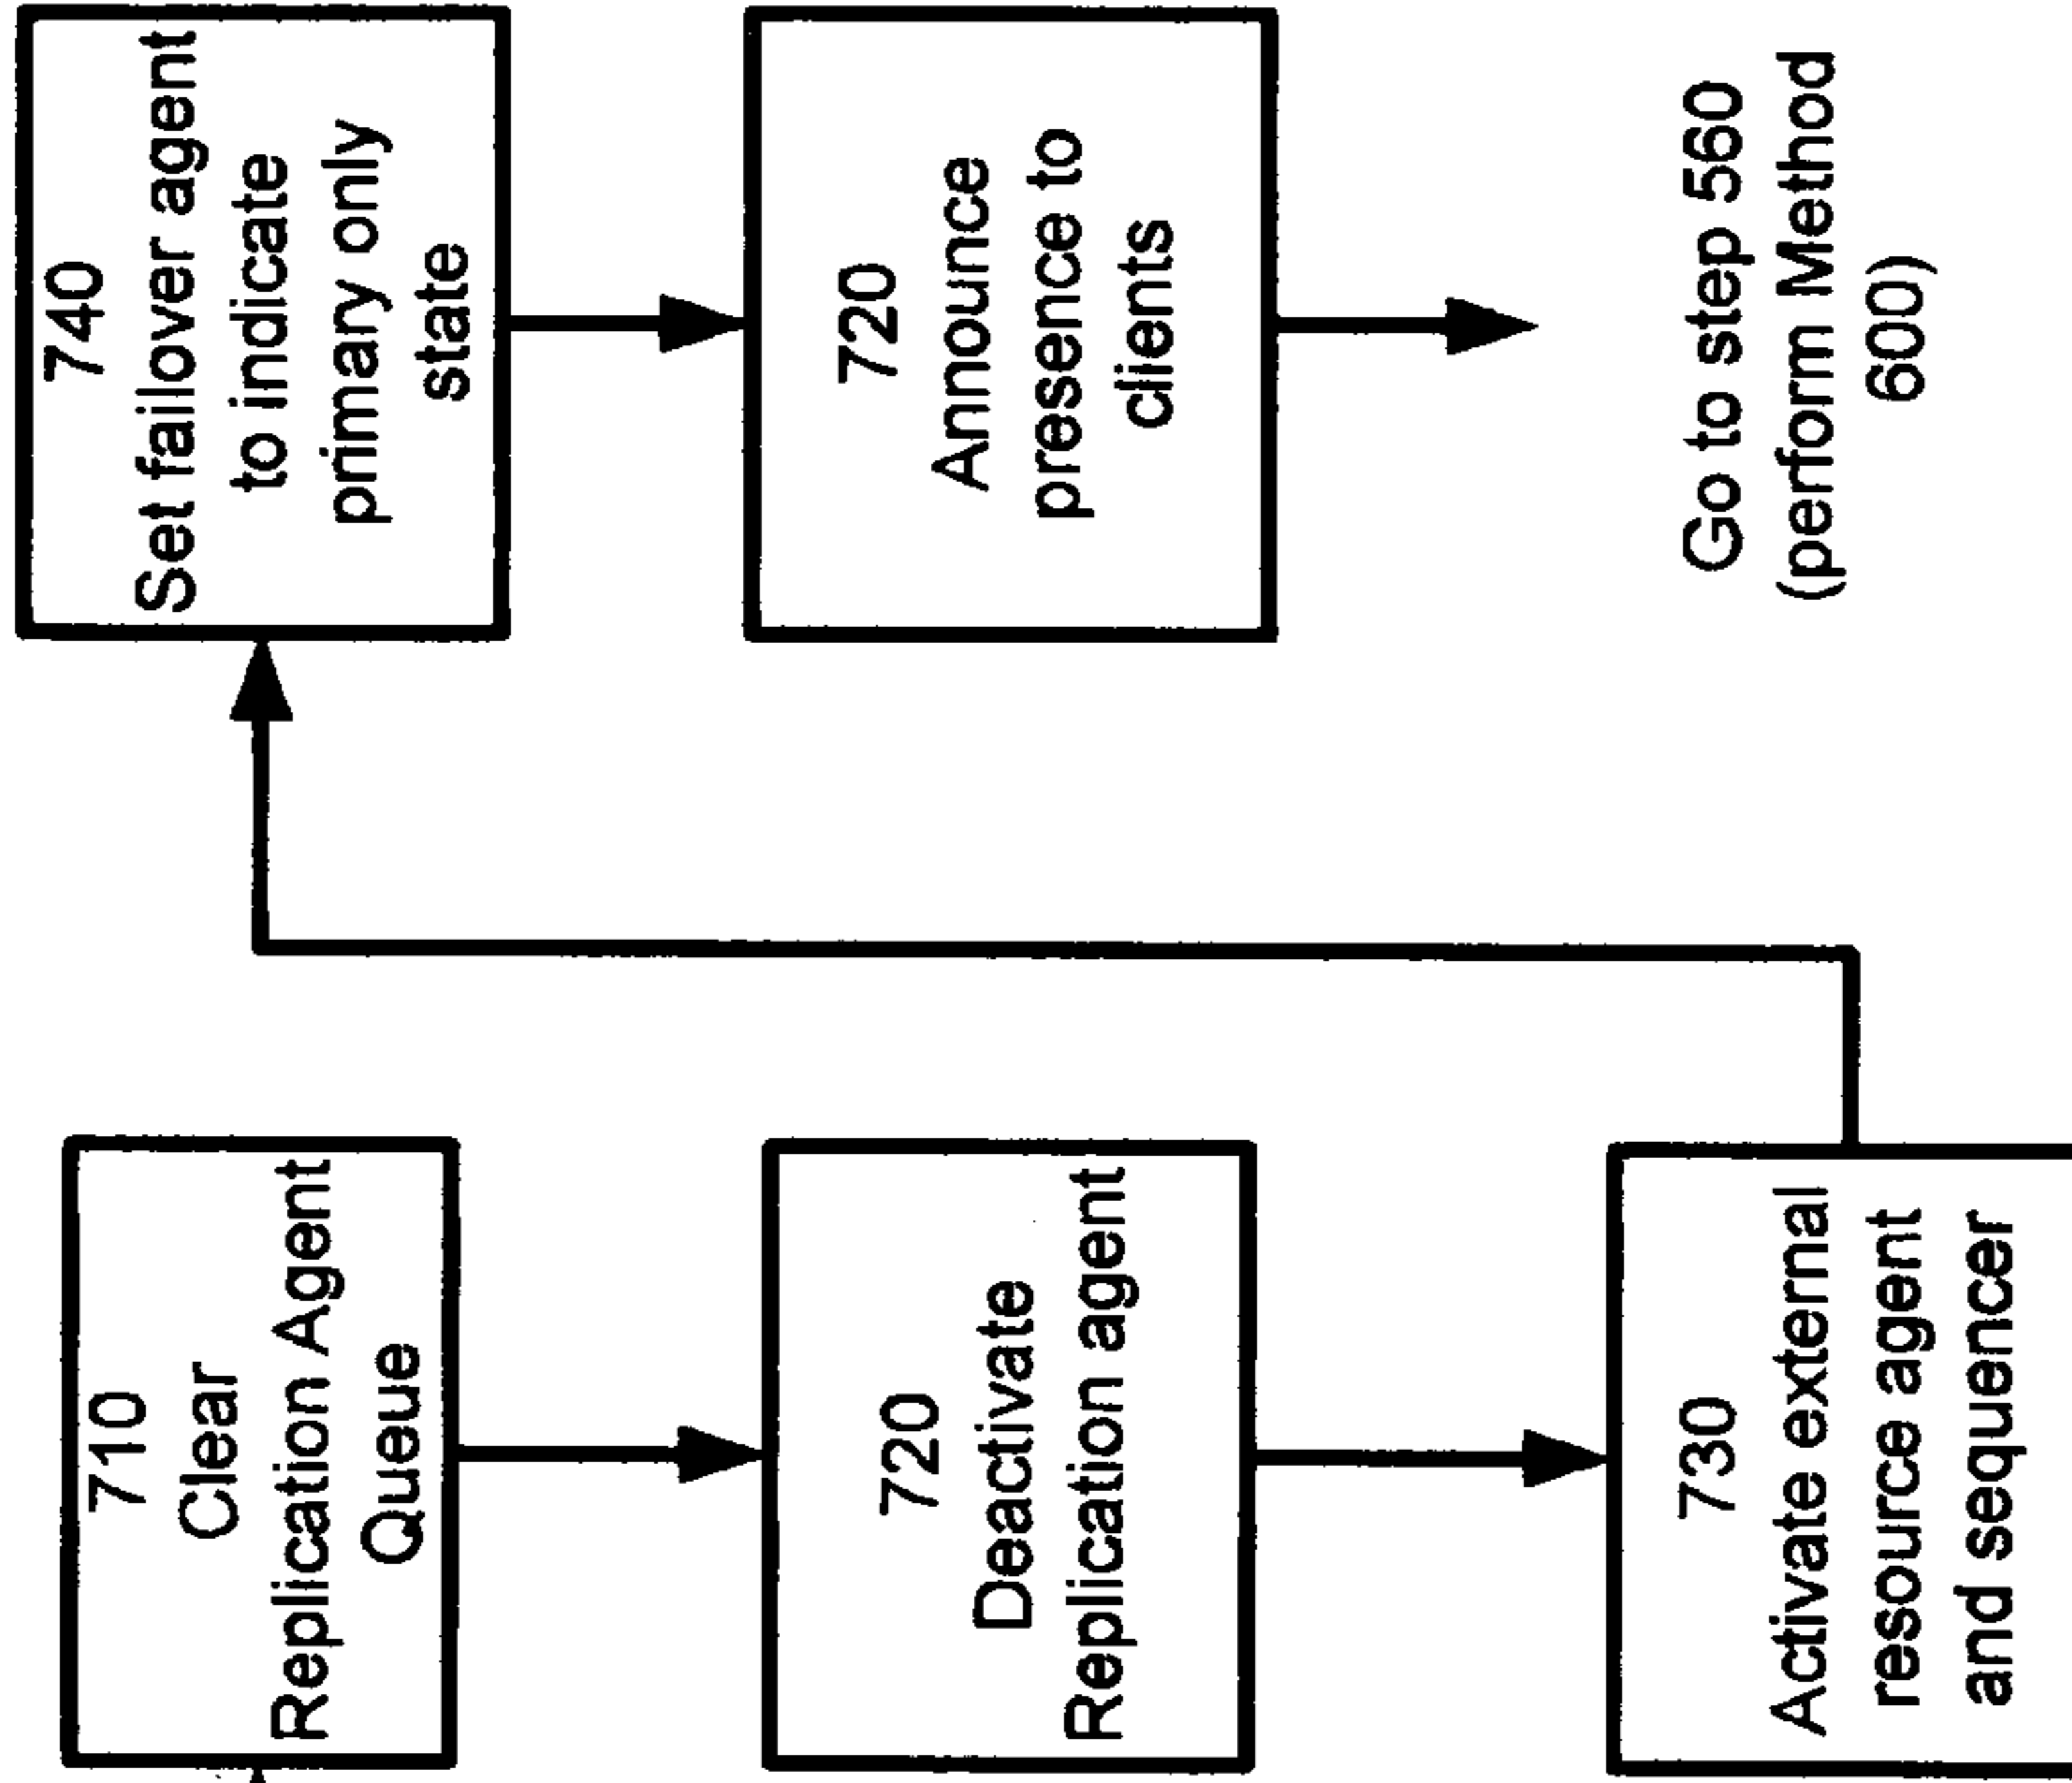 710
Clear
Replication Agent
Queue
720
Deactivate
Replication agent
730
Activate external
resource agent
and sequencer
740
Set failover agent
to indicate
primary only
state
720
Announce
presence to
clients
Go to step 560
(perform Method
600)